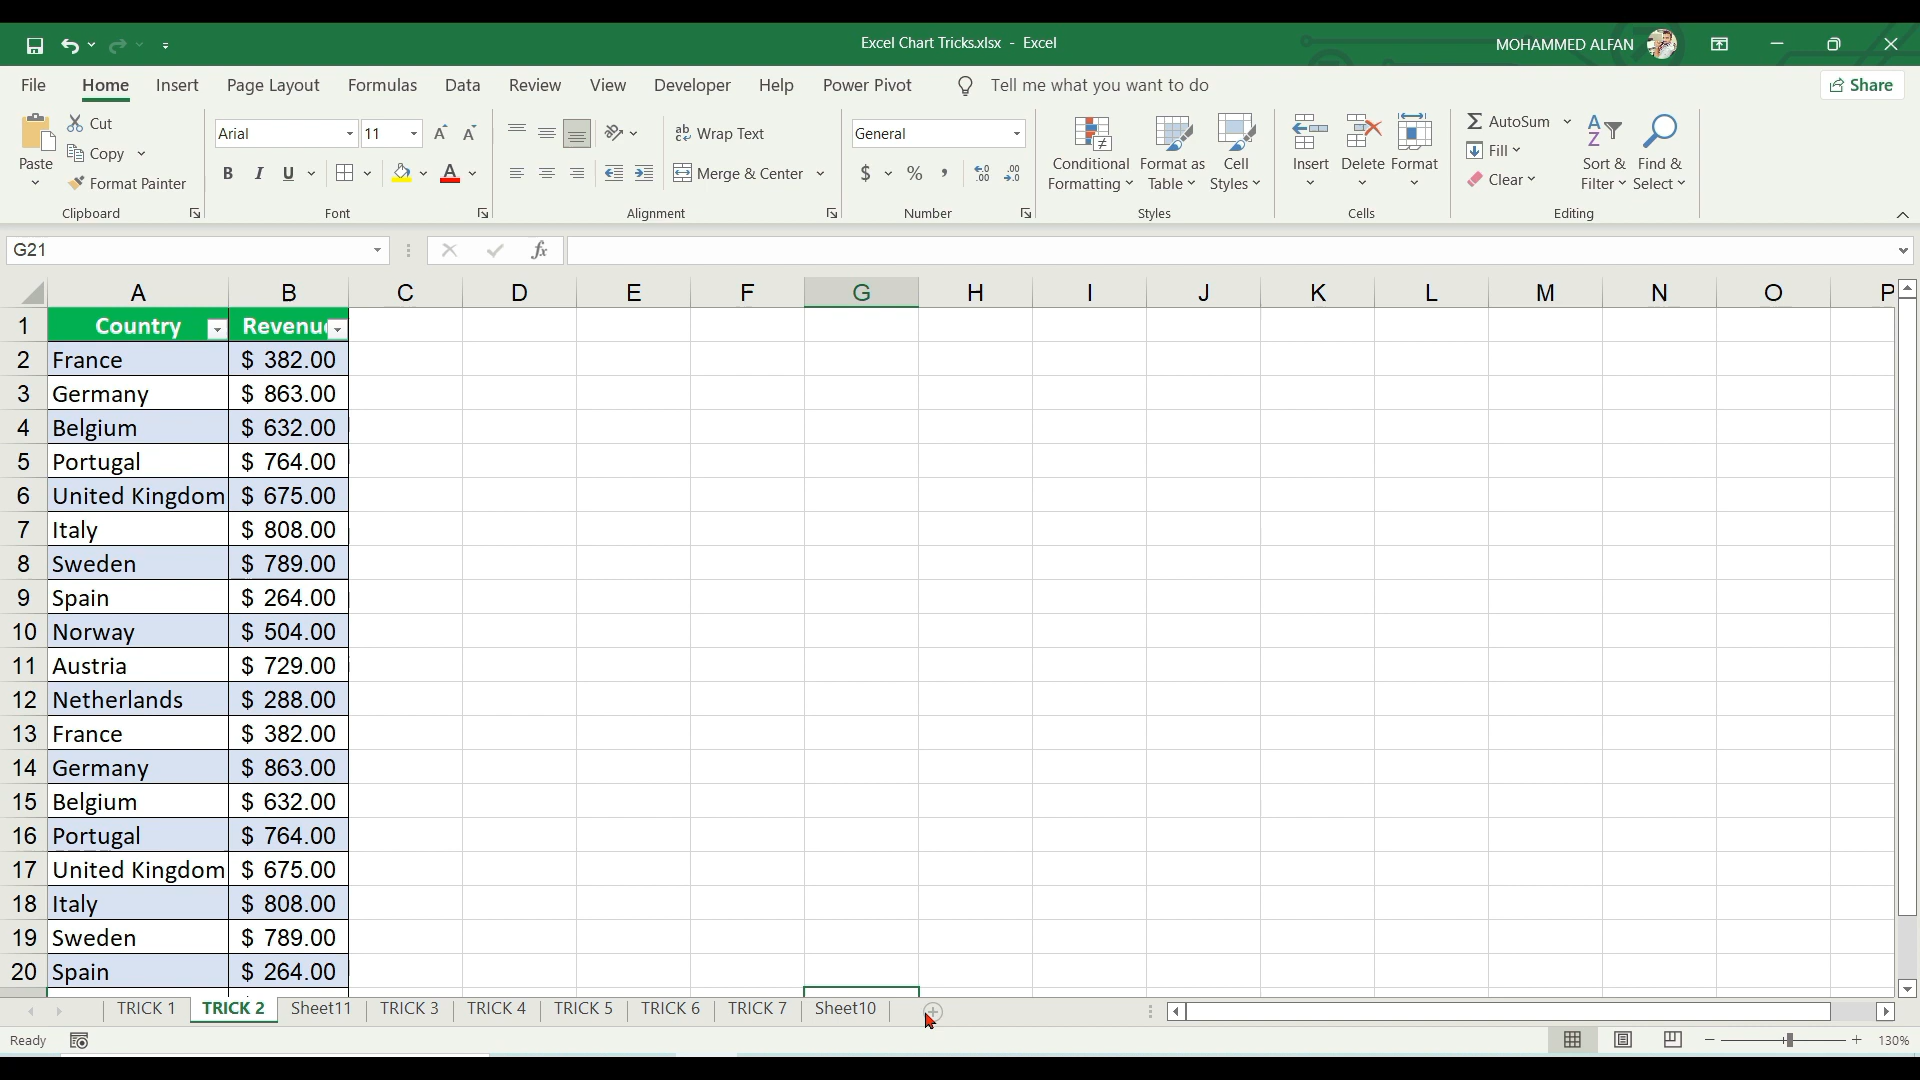 Excel Chart Tricks.xlsx - Excel
MOHAMMED ALFAN
File Home Insert Page Layout Formulas Data Review View Developer Help Power Pivot Tell me what you want to do Share
Paste
Cut
Copy
Format Painter
Clipboard
Arial 11
B I U
Font
Wrap Text
Merge & Center
Alignment
General
$ % ,
Number
Conditional Formatting
Format as Table
Cell Styles
Styles
Insert
Delete
Format
Cells
AutoSum
Fill
Clear
Sort & Filter
Find & Select
Editing
G21 fx
A B C D E F G H I J K L M N O P
1 Country Revenu
2 France $ 382.00
3 Germany $ 863.00
4 Belgium $ 632.00
5 Portugal $ 764.00
6 United Kingdom $ 675.00
7 Italy $ 808.00
8 Sweden $ 789.00
9 Spain $ 264.00
10 Norway $ 504.00
11 Austria $ 729.00
12 Netherlands $ 288.00
13 France $ 382.00
14 Germany $ 863.00
15 Belgium $ 632.00
16 Portugal $ 764.00
17 United Kingdom $ 675.00
18 Italy $ 808.00
19 Sweden $ 789.00
20 Spain $ 264.00
TRICK 1 TRICK 2 Sheet11 TRICK 3 TRICK 4 TRICK 5 TRICK 6 TRICK 7 Sheet10
Ready 130%